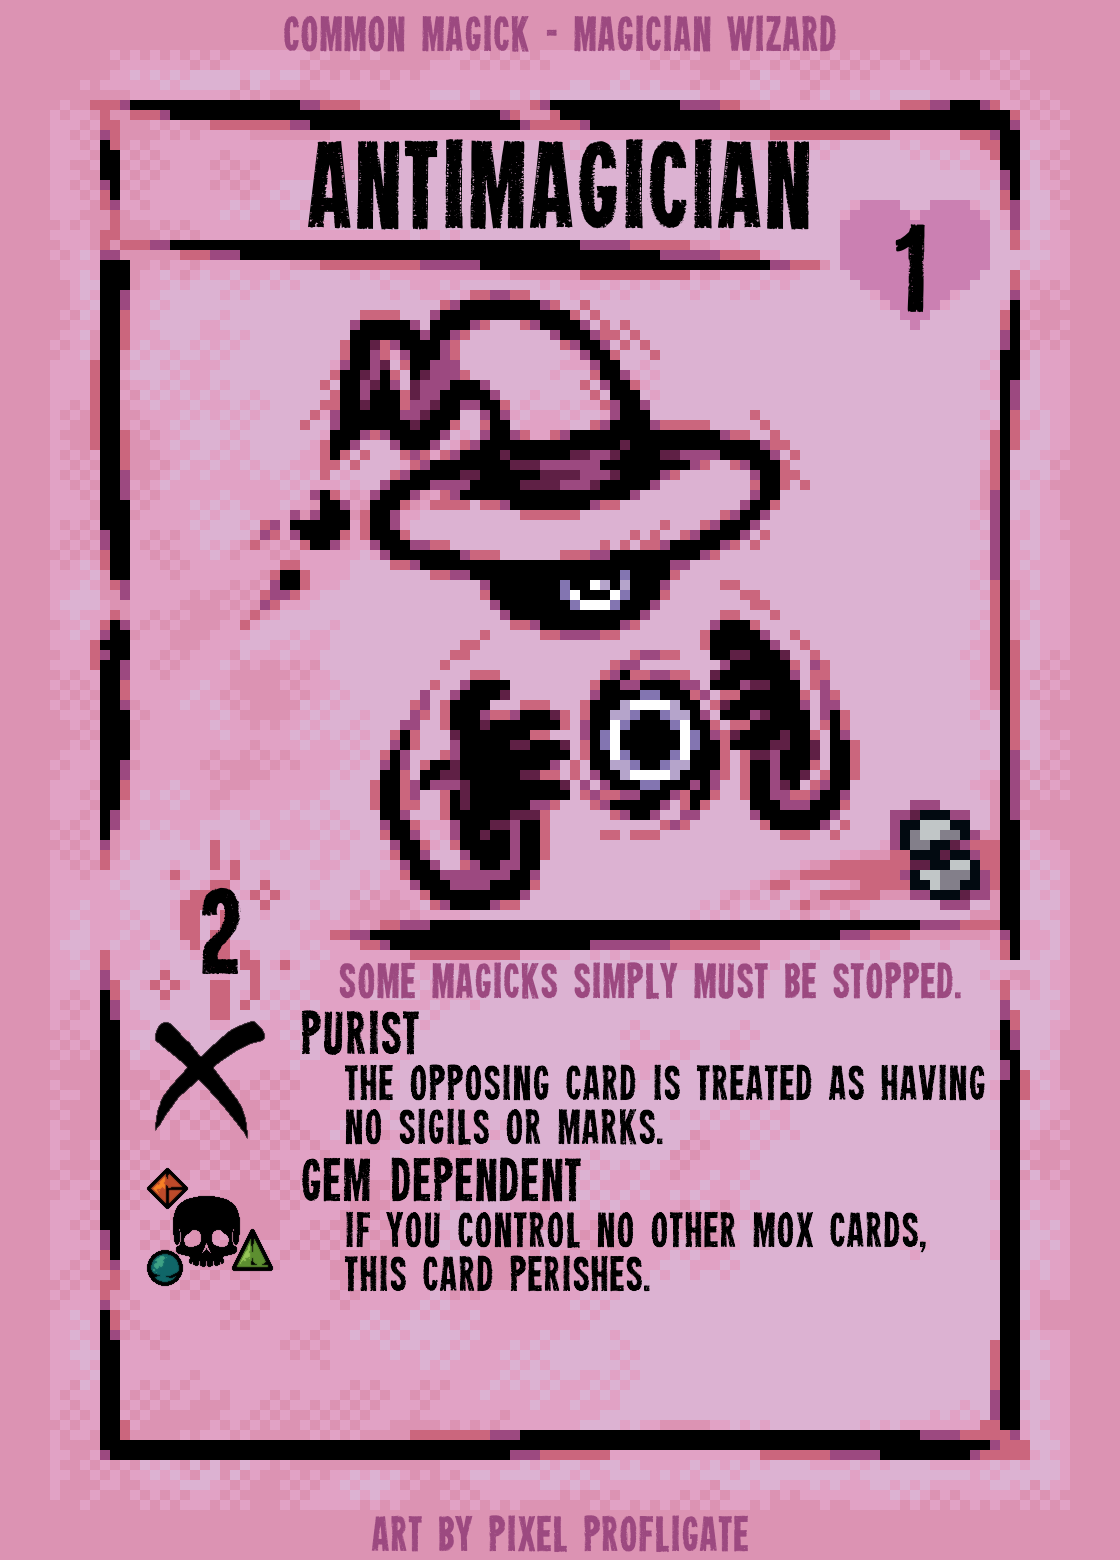 COMMON MAGICK - MAGICIAN WIZARD
ANTIMAGICIAN
1
2
SOME MAGICKS SIMPLY MUST BE STOPPED.
PURIST
THE OPPOSING CARD IS TREATED AS HAVING
NO SIGILS OR MARKS.
GEM DEPENDENT
IF YOU CONTROL NO OTHER MOX CARDS,
THIS CARD PERISHES.
ART BY PIXEL PROFLIGATE